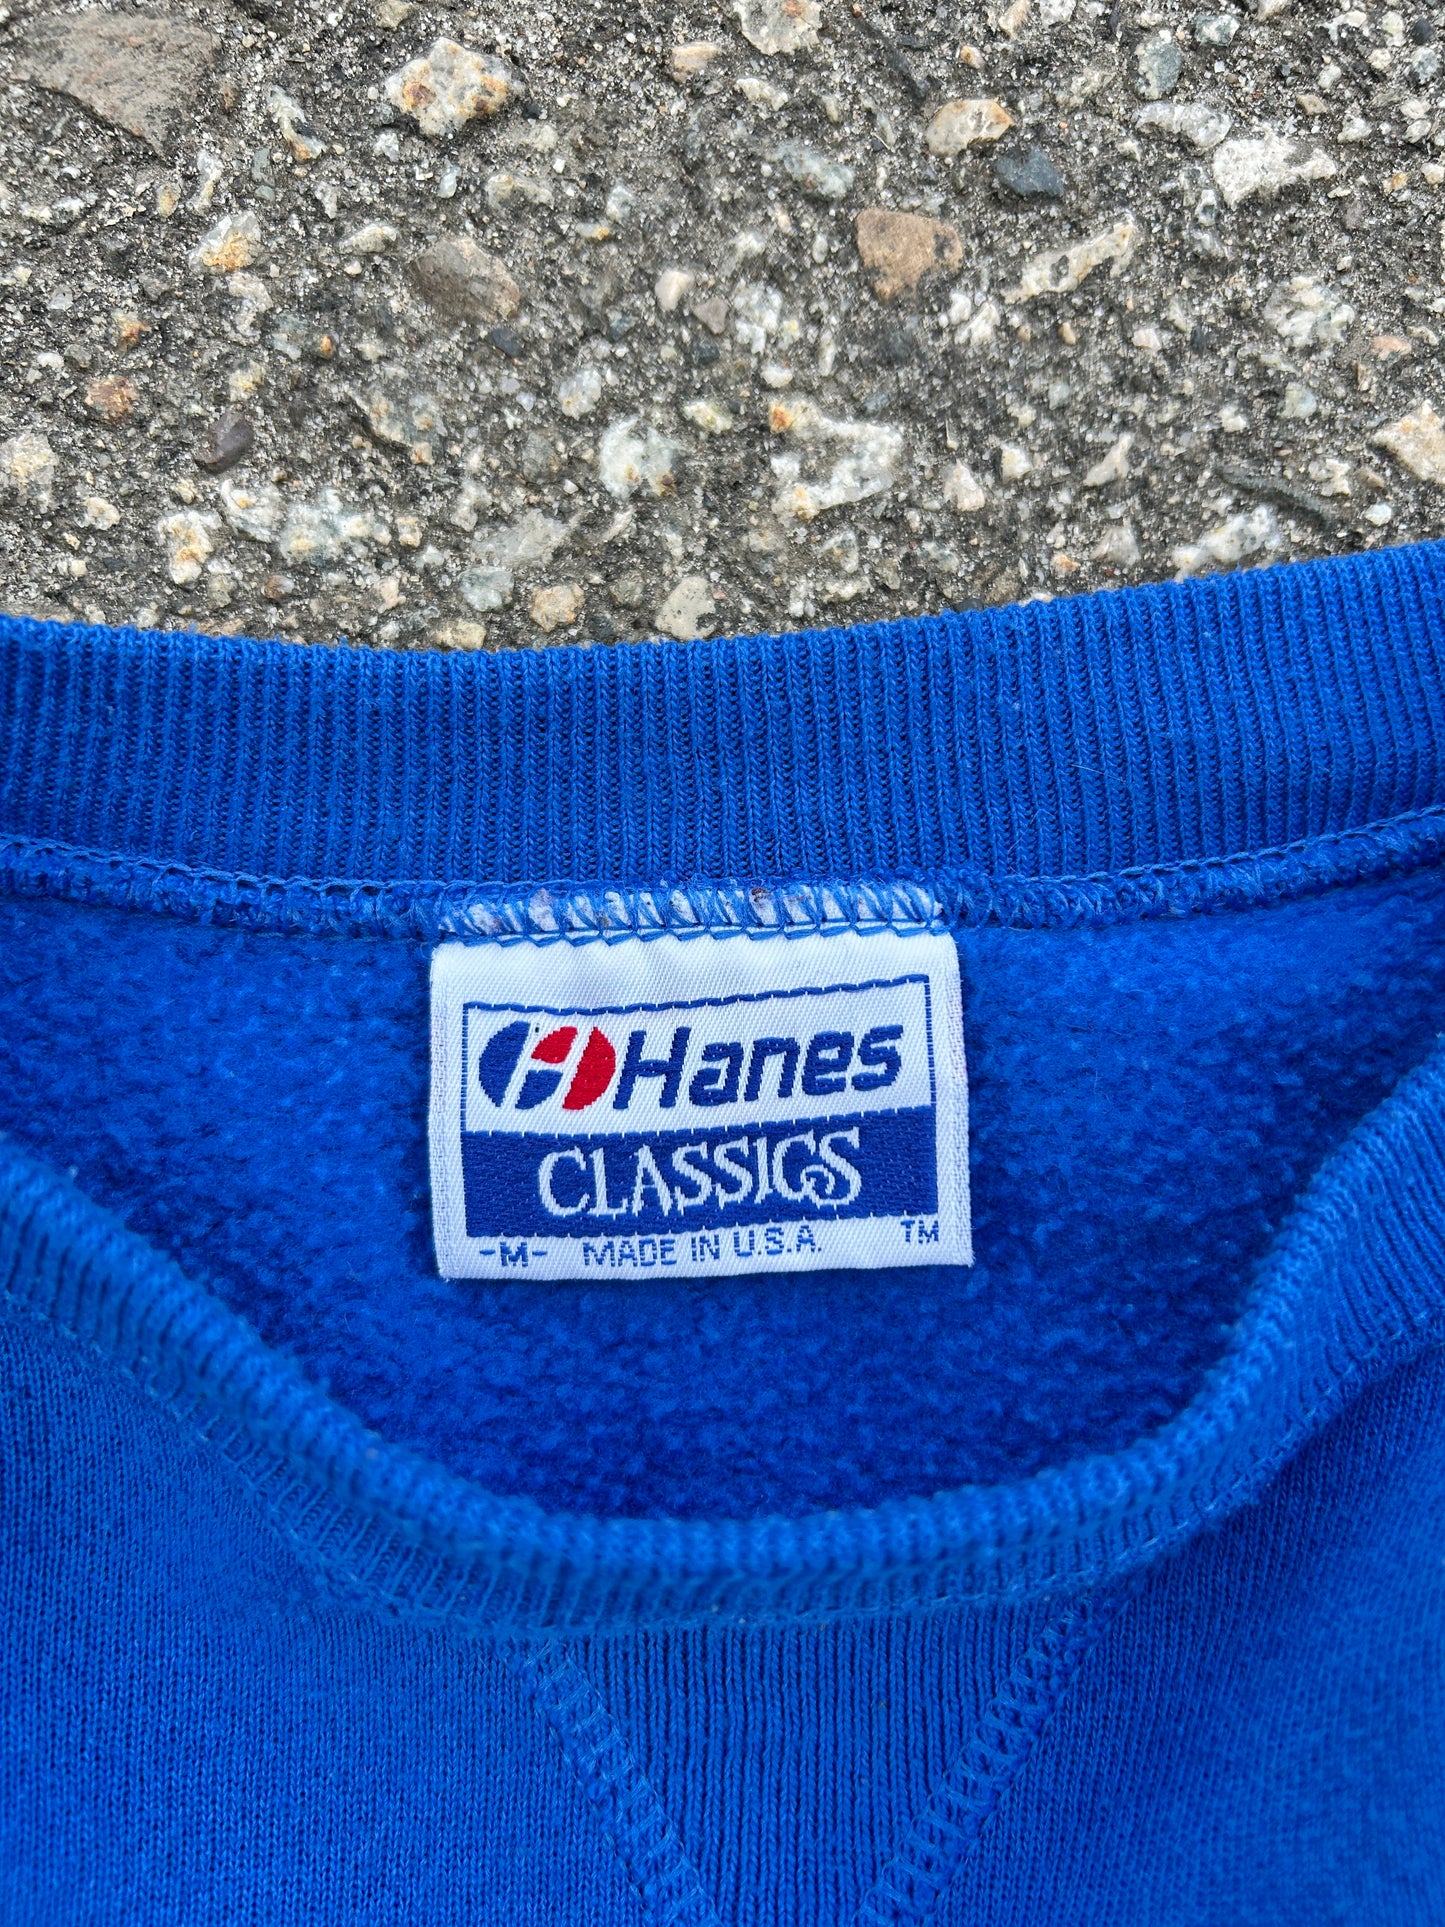 Hanes
CLASSICS
-M- MADE IN U.S.A. TM